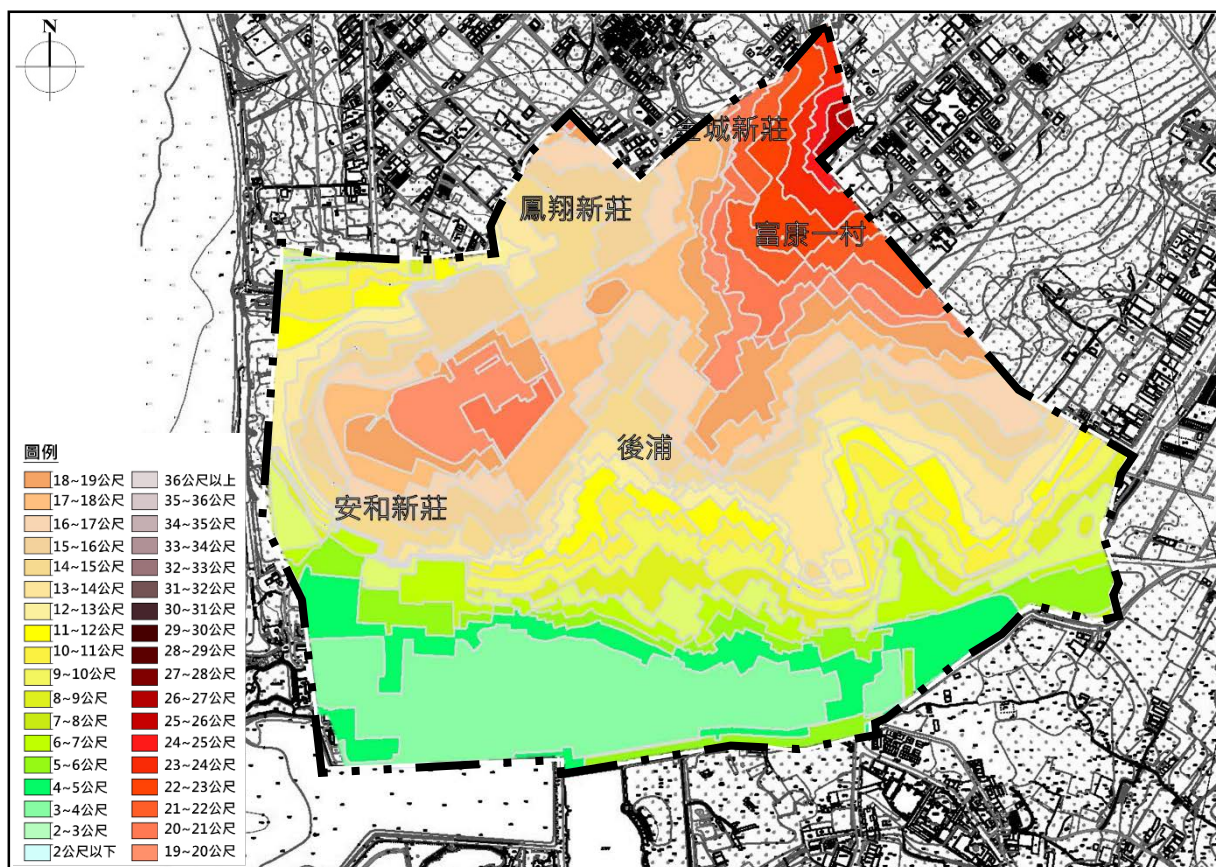 N
金城新莊
鳳翔新莊
富康一村
後浦
安和新莊
圖例
18~19公尺
17~18公尺
16~17公尺
15~16公尺
14~15公尺
13~14公尺
12~13公尺
11~12公尺
10~11公尺
9~10公尺
8~9公尺
7~8公尺
6~7公尺
5~6公尺
4~5公尺
3~4公尺
2~3公尺
2公尺以下
36公尺以上
35~36公尺
34~35公尺
33~34公尺
32~33公尺
31~32公尺
30~31公尺
29~30公尺
28~29公尺
27~28公尺
26~27公尺
25~26公尺
24~25公尺
23~24公尺
22~23公尺
21~22公尺
20~21公尺
19~20公尺